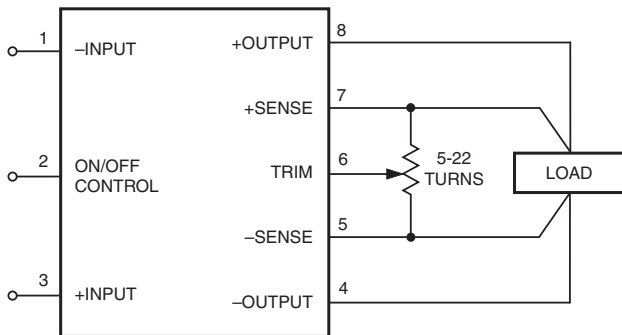 1
–INPUT
2
ON/OFF
CONTROL
3
+INPUT
+OUTPUT
8
+SENSE
7
TRIM
6
5-22
TURNS
–SENSE
5
–OUTPUT
4
LOAD